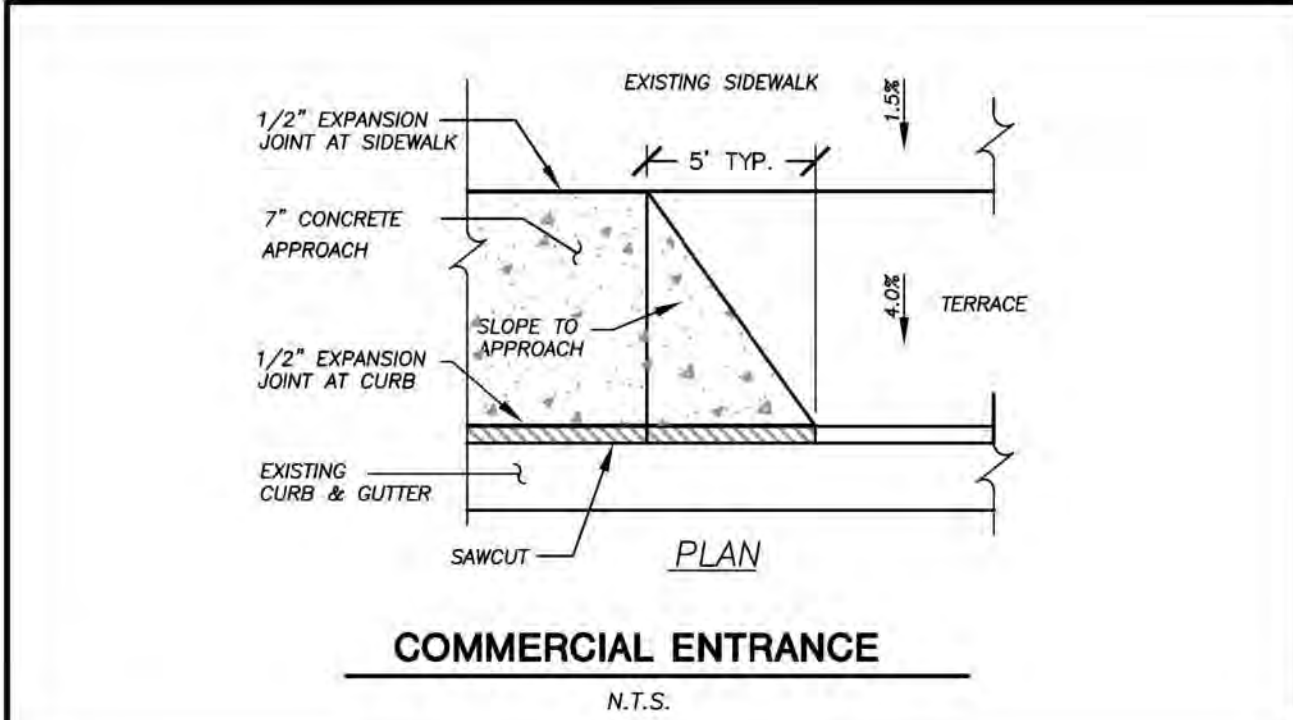 EXISTING SIDEWALK
1.5%
1/2" EXPANSION
JOINT AT SIDEWALK
5' TYP.
7" CONCRETE
APPROACH
4.0%
TERRACE
SLOPE TO
APPROACH
1/2" EXPANSION
JOINT AT CURB
EXISTING
CURB & GUTTER
SAWCUT
PLAN
COMMERCIAL ENTRANCE
N.T.S.